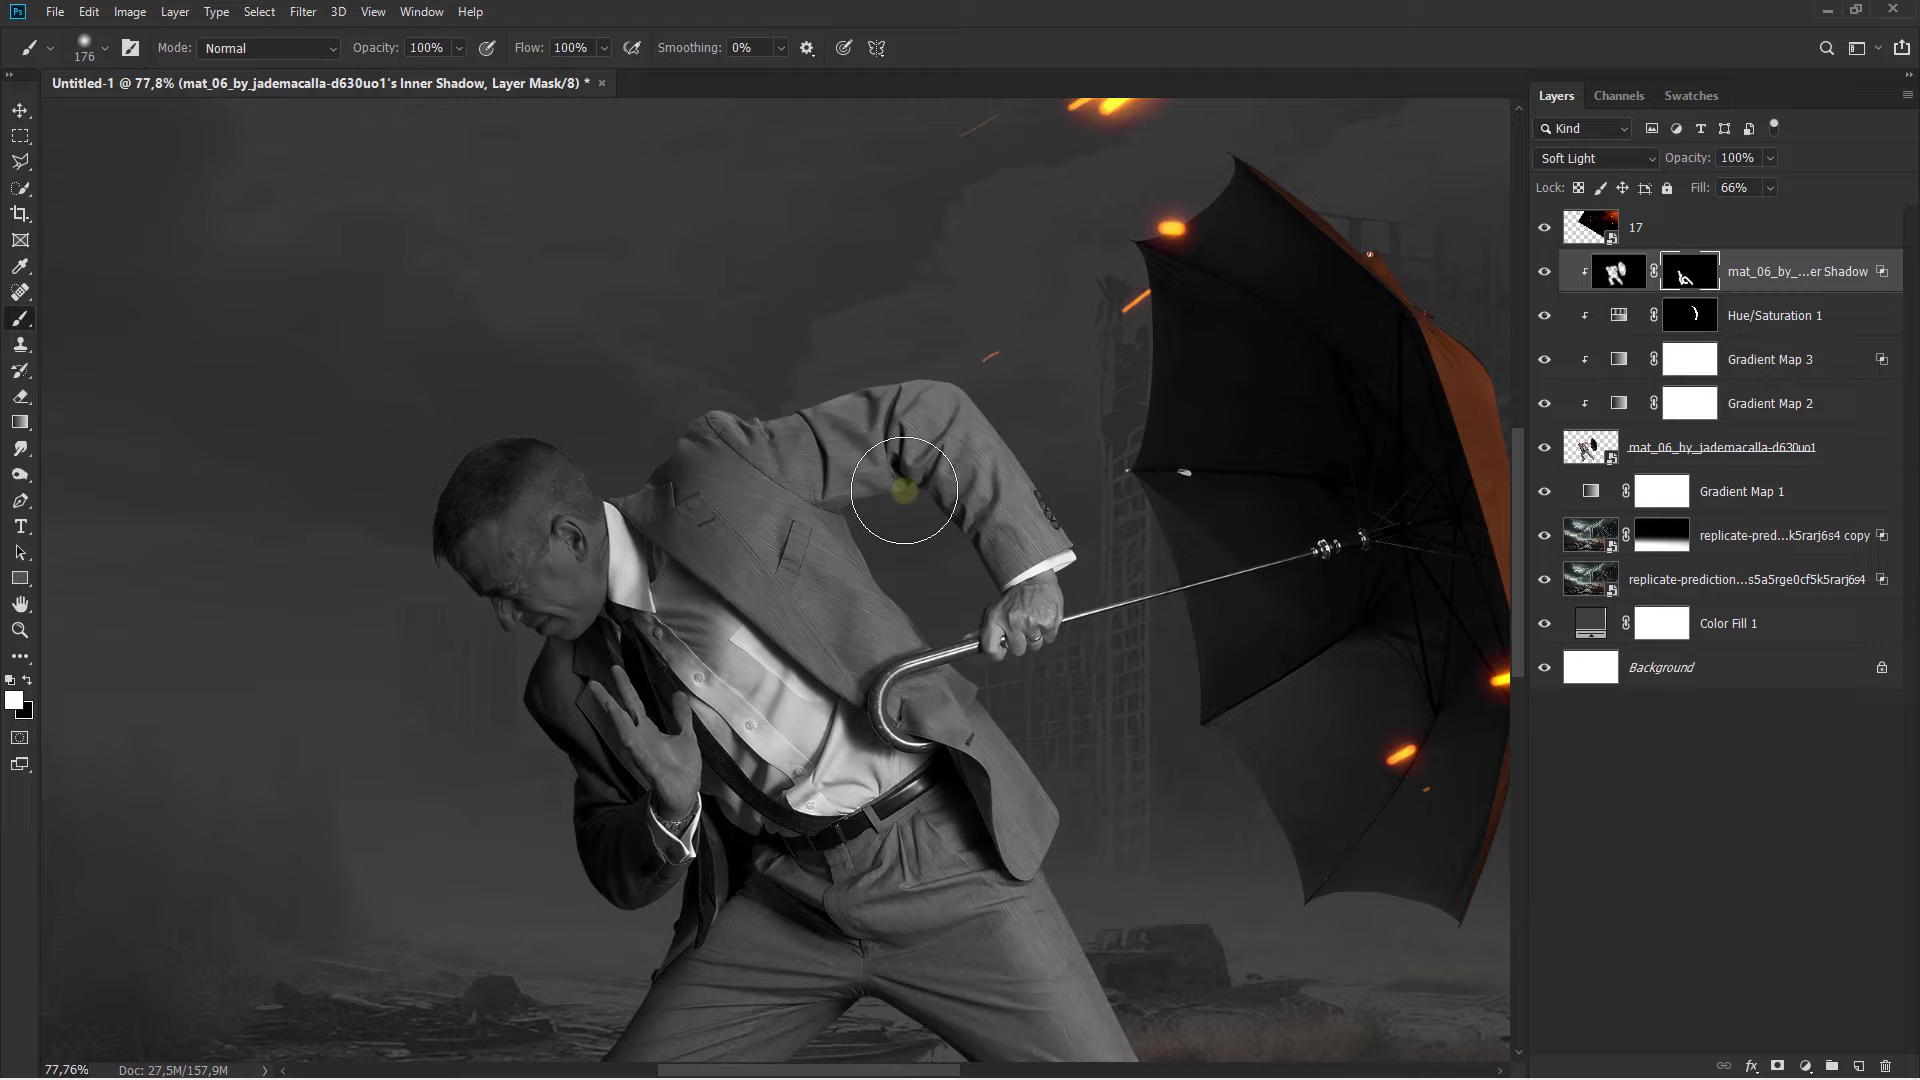 Ps File Edit Image Layer Type Select Filter 3D View Window Help
176 Mode: Normal Opacity: 100% Flow: 100% Smoothing: 0%
Untitled-1 @ 77,8% (mat_06_by_jademacalla-d630uo1's Inner Shadow, Layer Mask/8) * ×
Layers Channels Swatches
Kind
Soft Light Opacity: 100%
Lock: Fill: 66%
17
mat_06_by_...er Shadow
Hue/Saturation 1
Gradient Map 3
Gradient Map 2
mat_06_by_jademacalla-d630uo1
Gradient Map 1
replicate-pred...k5rarj6s4 copy
replicate-prediction...s5a5rge0cf5k5rarj6s4
Color Fill 1
Background
77,76% Doc: 27,5M/157,9M